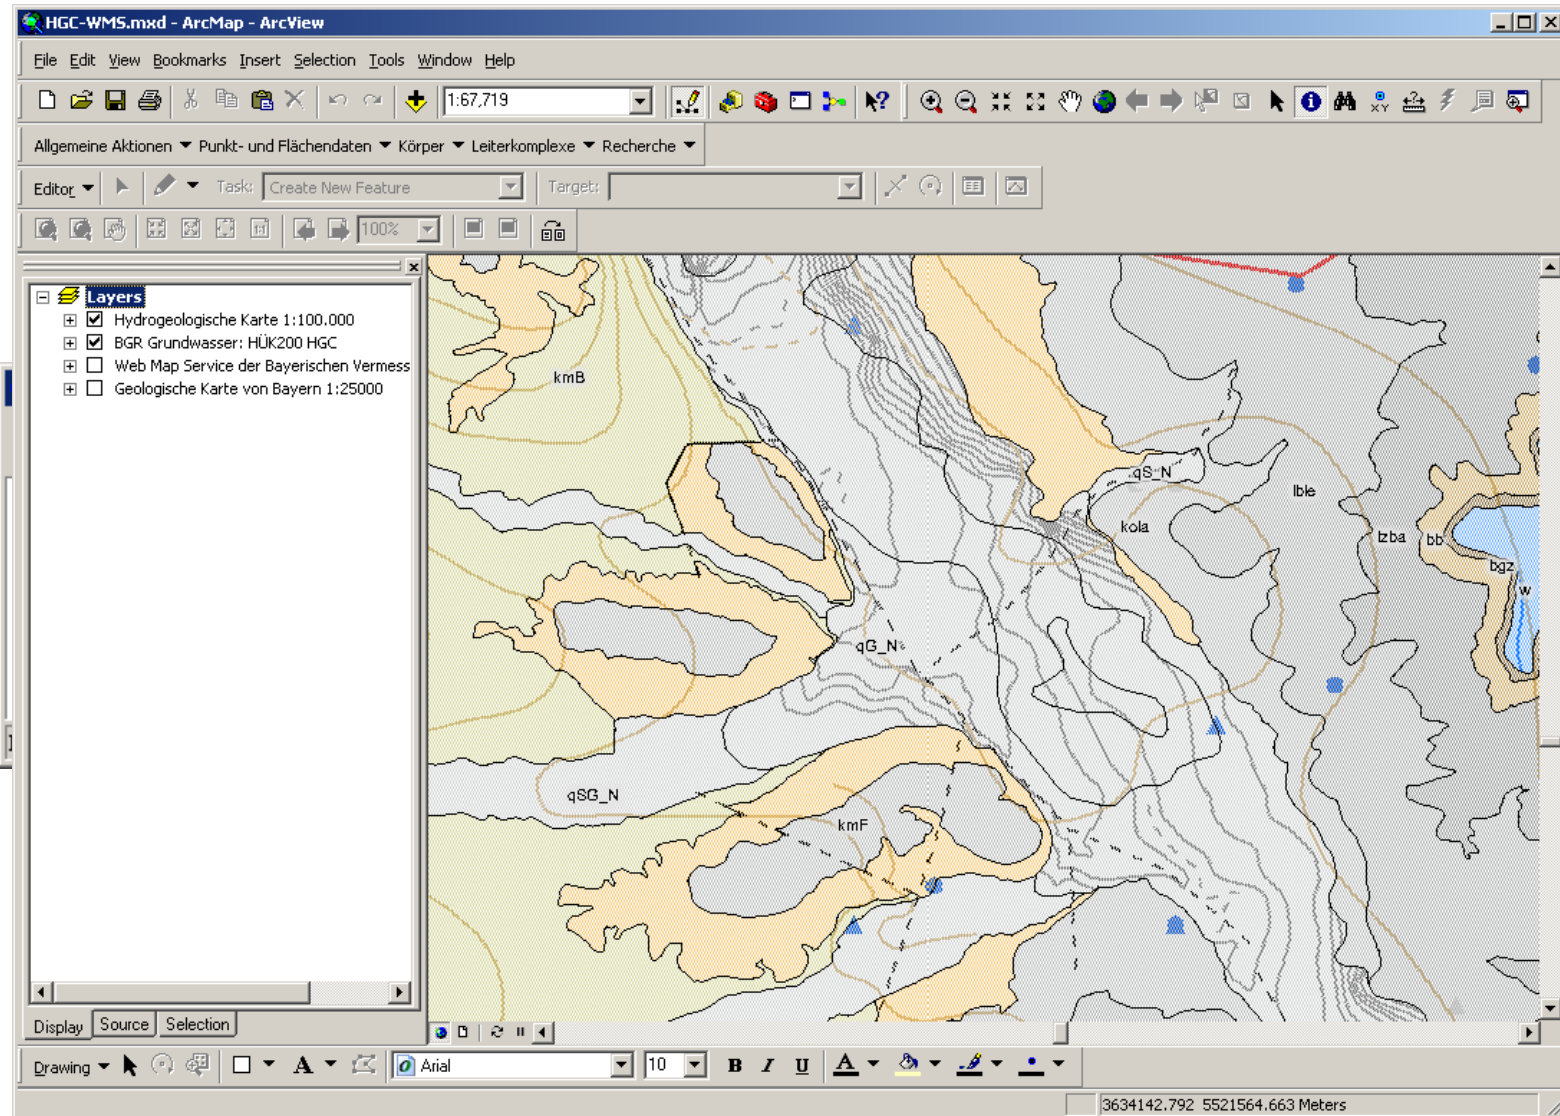 HGC-WMS.mxd - ArcMap - ArcView
File Edit View Bookmarks Insert Selection Tools Window Help
1:67,719
Allgemeine Aktionen Punkt- und Flächendaten Körper Leiterkomplexe Recherche
Editor Task: Create New Feature Target:
1:1 100%
Layers
Hydrogeologische Karte 1:100.000
BGR Grundwasser: HÜK200 HGC
Web Map Service der Bayerischen Vermess
Geologische Karte von Bayern 1:25000
kmB
qS_N
lble
kola
tzba
bb
bgz
w
qG_N
qSG_N
kmF
Display Source Selection
Drawing A Arial 10 B I U A
3634142.792 5521564.663 Meters